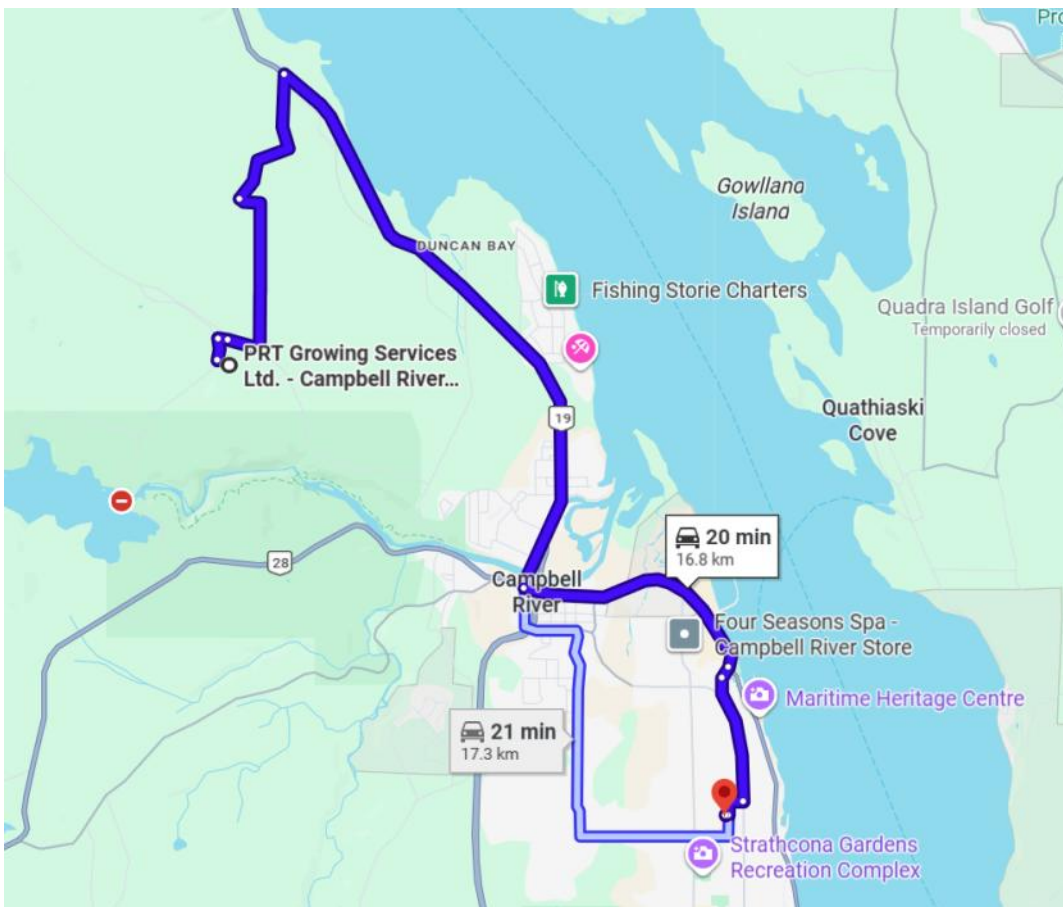 Pro
Gowlland
Island
DUNCAN BAY
Fishing Storie Charters
Quadra Island Golf
Temporarily closed
PRT Growing Services
Ltd. - Campbell River...
Quathiaski
Cove
19
20 min
16.8 km
28
Campbell
River
Four Seasons Spa -
Campbell River Store
Maritime Heritage Centre
21 min
17.3 km
Strathcona Gardens
Recreation Complex